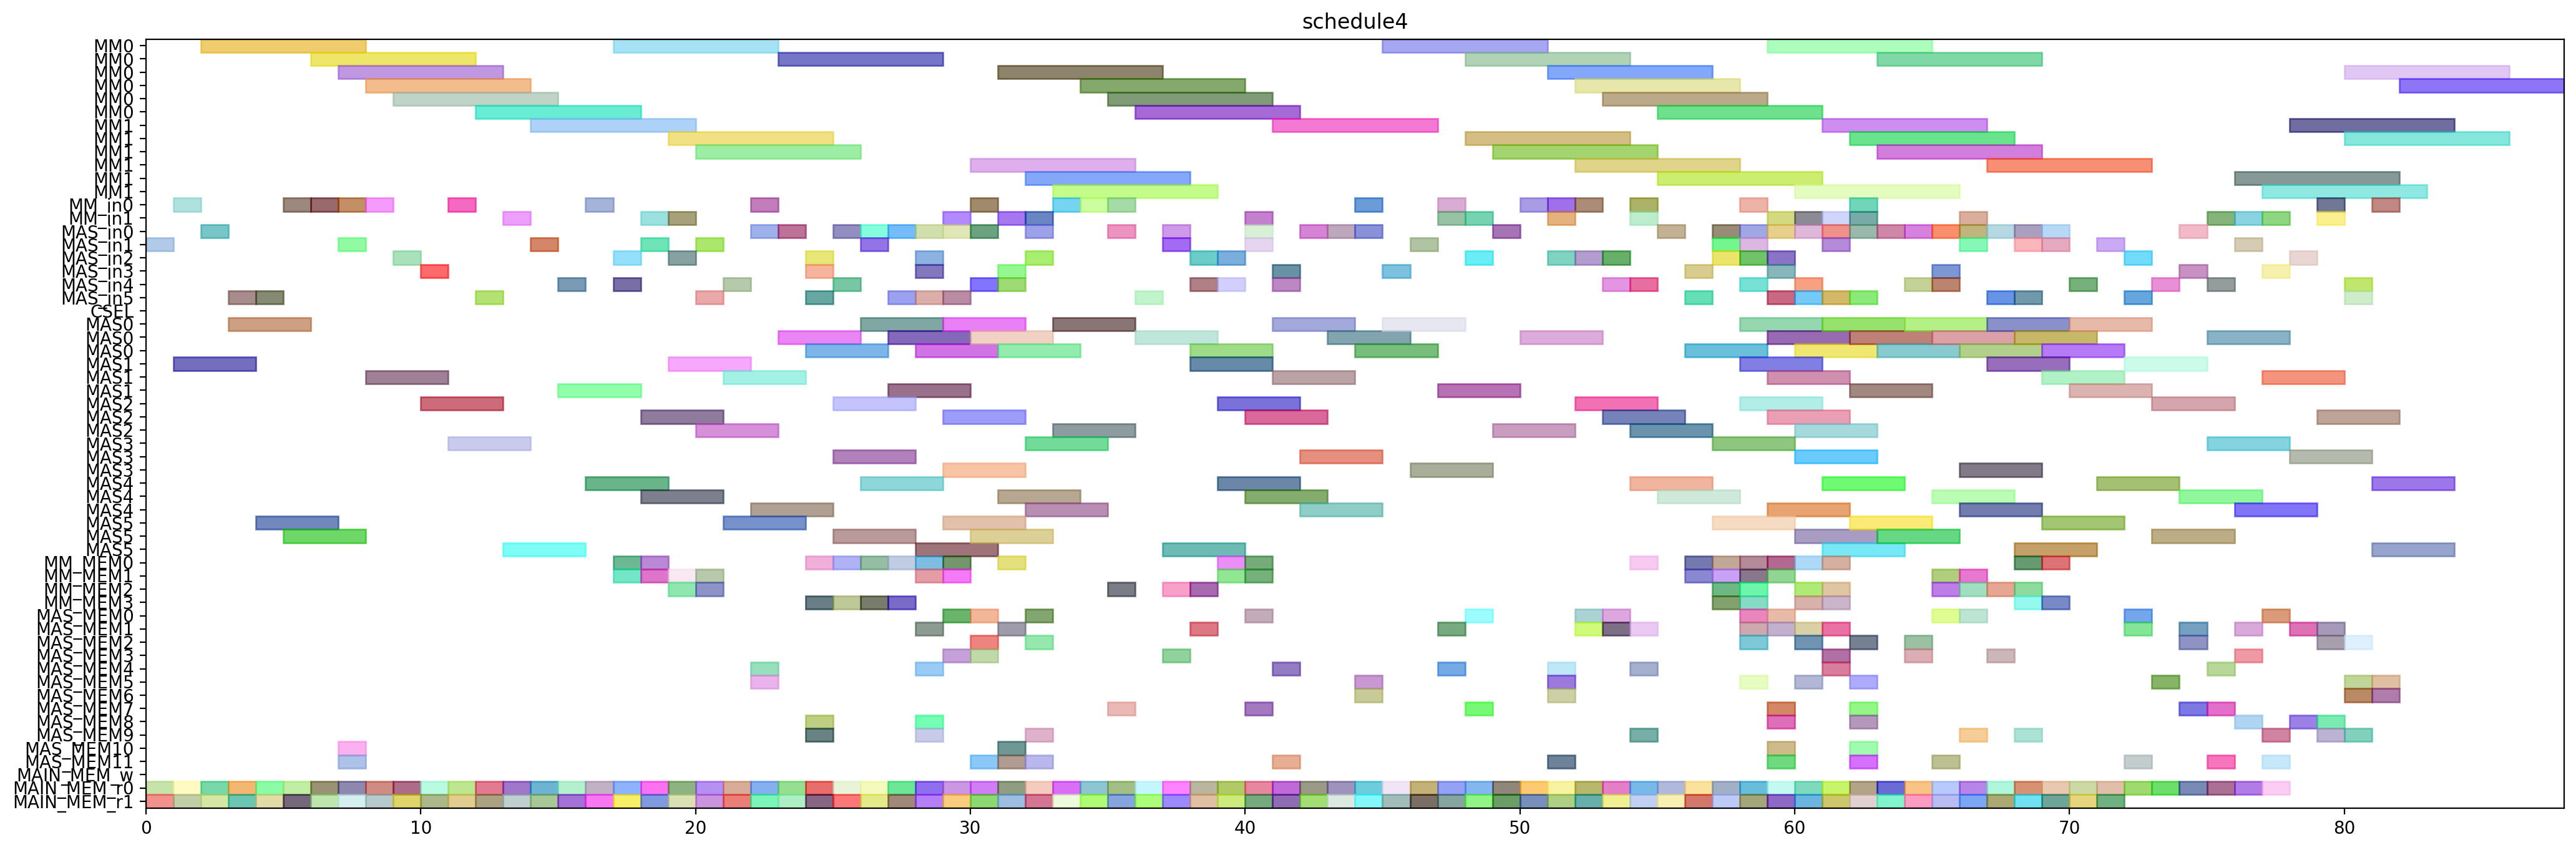 schedule4
MM0
MM0
MM0
MM0
MM0
MM0
MM1
MM1
MM1
MM1
MM1
MM1
MM_in0
MM_in1
MAS_in0
MAS_in1
MAS_in2
MAS_in3
MAS_in4
MAS_in5
CSEL
MAS0
MAS0
MAS0
MAS1
MAS1
MAS1
MAS2
MAS2
MAS2
MAS3
MAS3
MAS3
MAS4
MAS4
MAS4
MAS5
MAS5
MAS5
MM_MEM0
MM_MEM1
MM_MEM2
MM_MEM3
MAS_MEM0
MAS_MEM1
MAS_MEM2
MAS_MEM3
MAS_MEM4
MAS_MEM5
MAS_MEM6
MAS_MEM7
MAS_MEM8
MAS_MEM9
MAS_MEM10
MAS_MEM11
MAIN_MEM_w
MAIN_MEM_r0
MAIN_MEM_r1
0 10 20 30 40 50 60 70 80